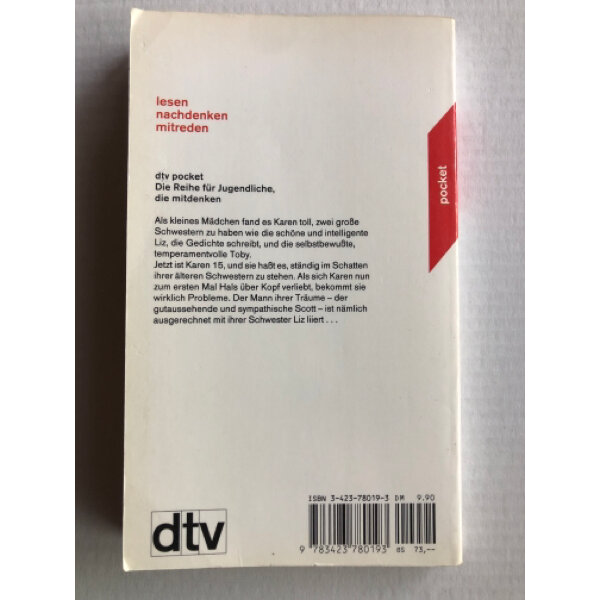 lesen
nachdenken
mitreden
dtv pocket
Die Reihe für Jugendliche,
die mitdenken
Als kleines Mädchen fand es Karen toll, zwei große
Schwestern zu haben wie die schöne und intelligente
Liz, die Gedichte schreibt, und die selbstbewußte,
temperamentvolle Toby.
Jetzt ist Karen 15, und sie haßt es, ständig im Schatten
ihrer älteren Schwestern zu stehen. Als sich Karen nun
zum ersten Mal Hals über Kopf verliebt, bekommt sie
wirklich Probleme. Der Mann ihrer Träume – der
gutaussehende und sympathische Scott – ist nämlich
ausgerechnet mit ihrer Schwester Liz liiert . . .
pocket
ISBN 3-423-78019-3 DM 9.90
9 783423 780193 öS 73,--
dtv